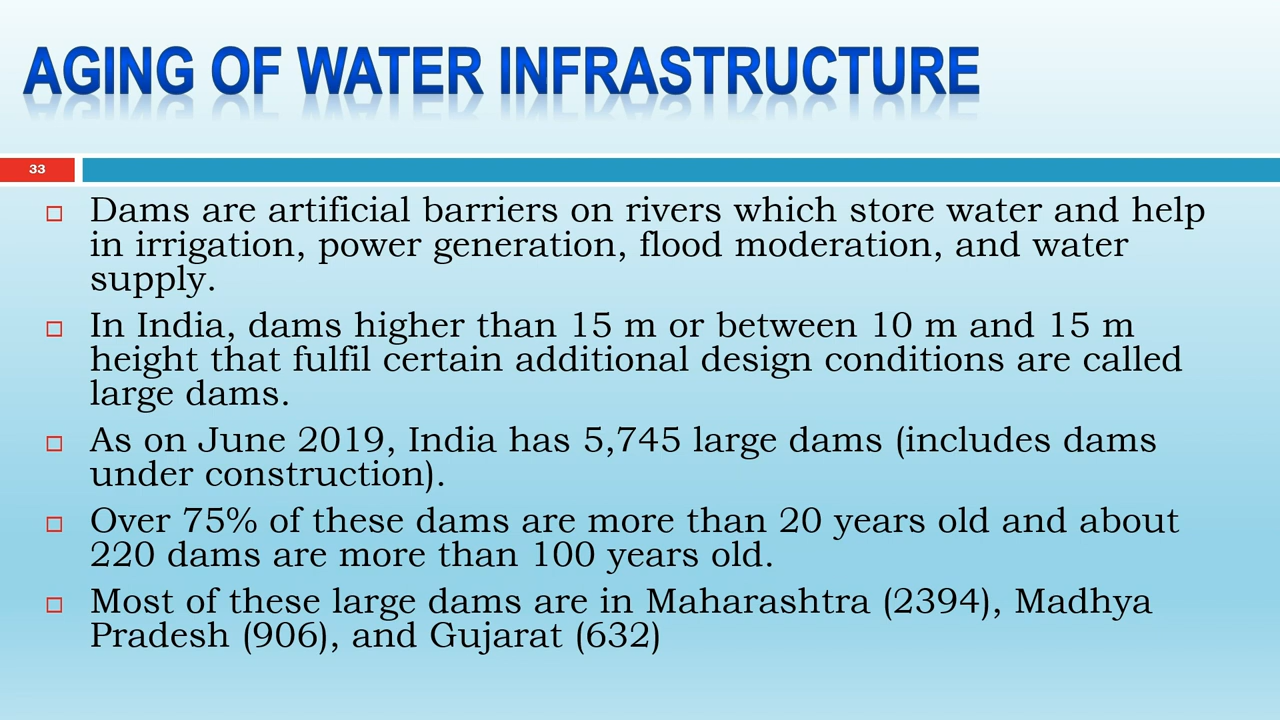 AGING OF WATER INFRASTRUCTURE
33
Dams are artificial barriers on rivers which store water and help
in irrigation, power generation, flood moderation, and water
supply.
In India, dams higher than 15 m or between 10 m and 15 m
height that fulfil certain additional design conditions are called
large dams.
As on June 2019, India has 5,745 large dams (includes dams
under construction).
Over 75% of these dams are more than 20 years old and about
220 dams are more than 100 years old.
Most of these large dams are in Maharashtra (2394), Madhya
Pradesh (906), and Gujarat (632)